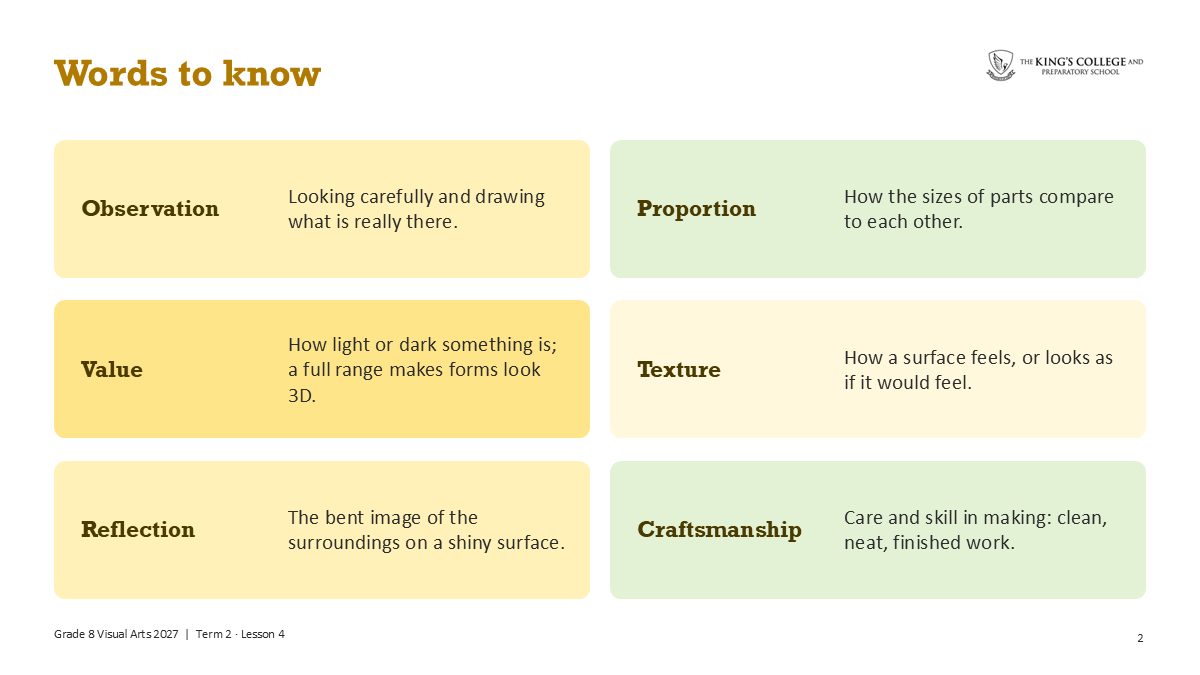 Words to know
THE KING'S COLLEGE AND
PREPARATORY SCHOOL
Observation
Looking carefully and drawing
what is really there.
Proportion
How the sizes of parts compare
to each other.
Value
How light or dark something is;
a full range makes forms look
3D.
Texture
How a surface feels, or looks as
if it would feel.
Reflection
The bent image of the
surroundings on a shiny surface.
Craftsmanship
Care and skill in making: clean,
neat, finished work.
Grade 8 Visual Arts 2027 | Term 2 · Lesson 4
2